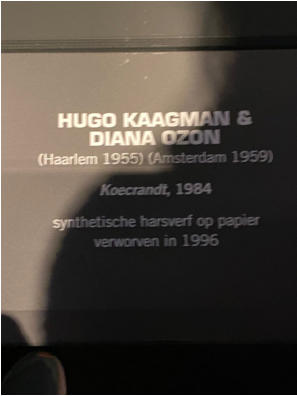 HUGO KAAGMAN &
DIANA OZON
(Haarlem 1955) (Amsterdam 1959)
Koecrandt, 1984
synthetische harsverf op papier
verworven in 1996